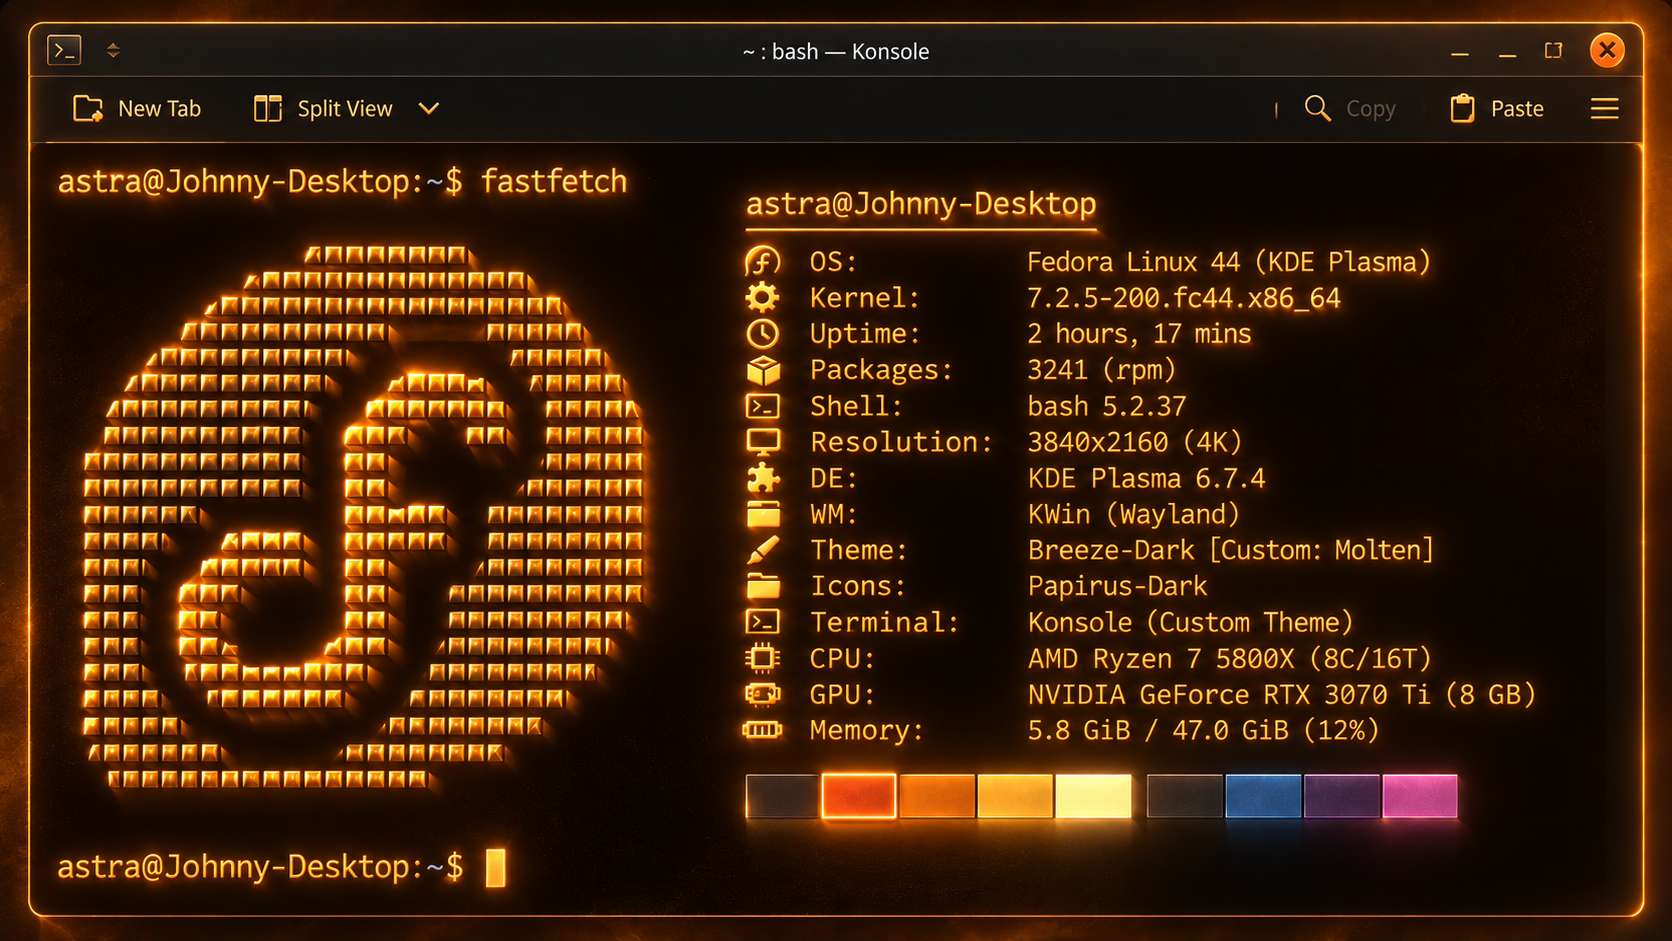 ~ : bash — Konsole
New Tab
Split View
Copy
Paste
astra@Johnny-Desktop:~$ fastfetch
astra@Johnny-Desktop
OS: Fedora Linux 44 (KDE Plasma)
Kernel: 7.2.5-200.fc44.x86_64
Uptime: 2 hours, 17 mins
Packages: 3241 (rpm)
Shell: bash 5.2.37
Resolution: 3840x2160 (4K)
DE: KDE Plasma 6.7.4
WM: KWin (Wayland)
Theme: Breeze-Dark [Custom: Molten]
Icons: Papirus-Dark
Terminal: Konsole (Custom Theme)
CPU: AMD Ryzen 7 5800X (8C/16T)
GPU: NVIDIA GeForce RTX 3070 Ti (8 GB)
Memory: 5.8 GiB / 47.0 GiB (12%)
astra@Johnny-Desktop:~$